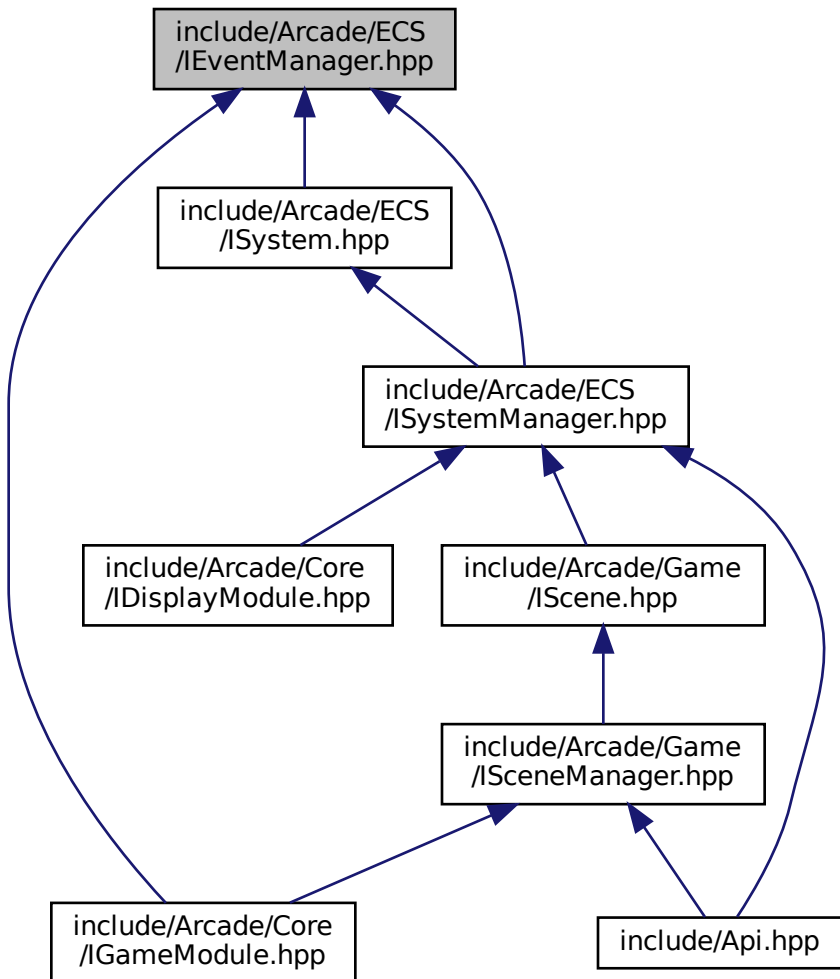 include/Arcade/ECS
/IEventManager.hpp
include/Arcade/ECS
/ISystem.hpp
include/Arcade/ECS
/ISystemManager.hpp
include/Arcade/Core
/IDisplayModule.hpp
include/Arcade/Game
/IScene.hpp
include/Arcade/Game
/ISceneManager.hpp
include/Arcade/Core
/IGameModule.hpp
include/Api.hpp